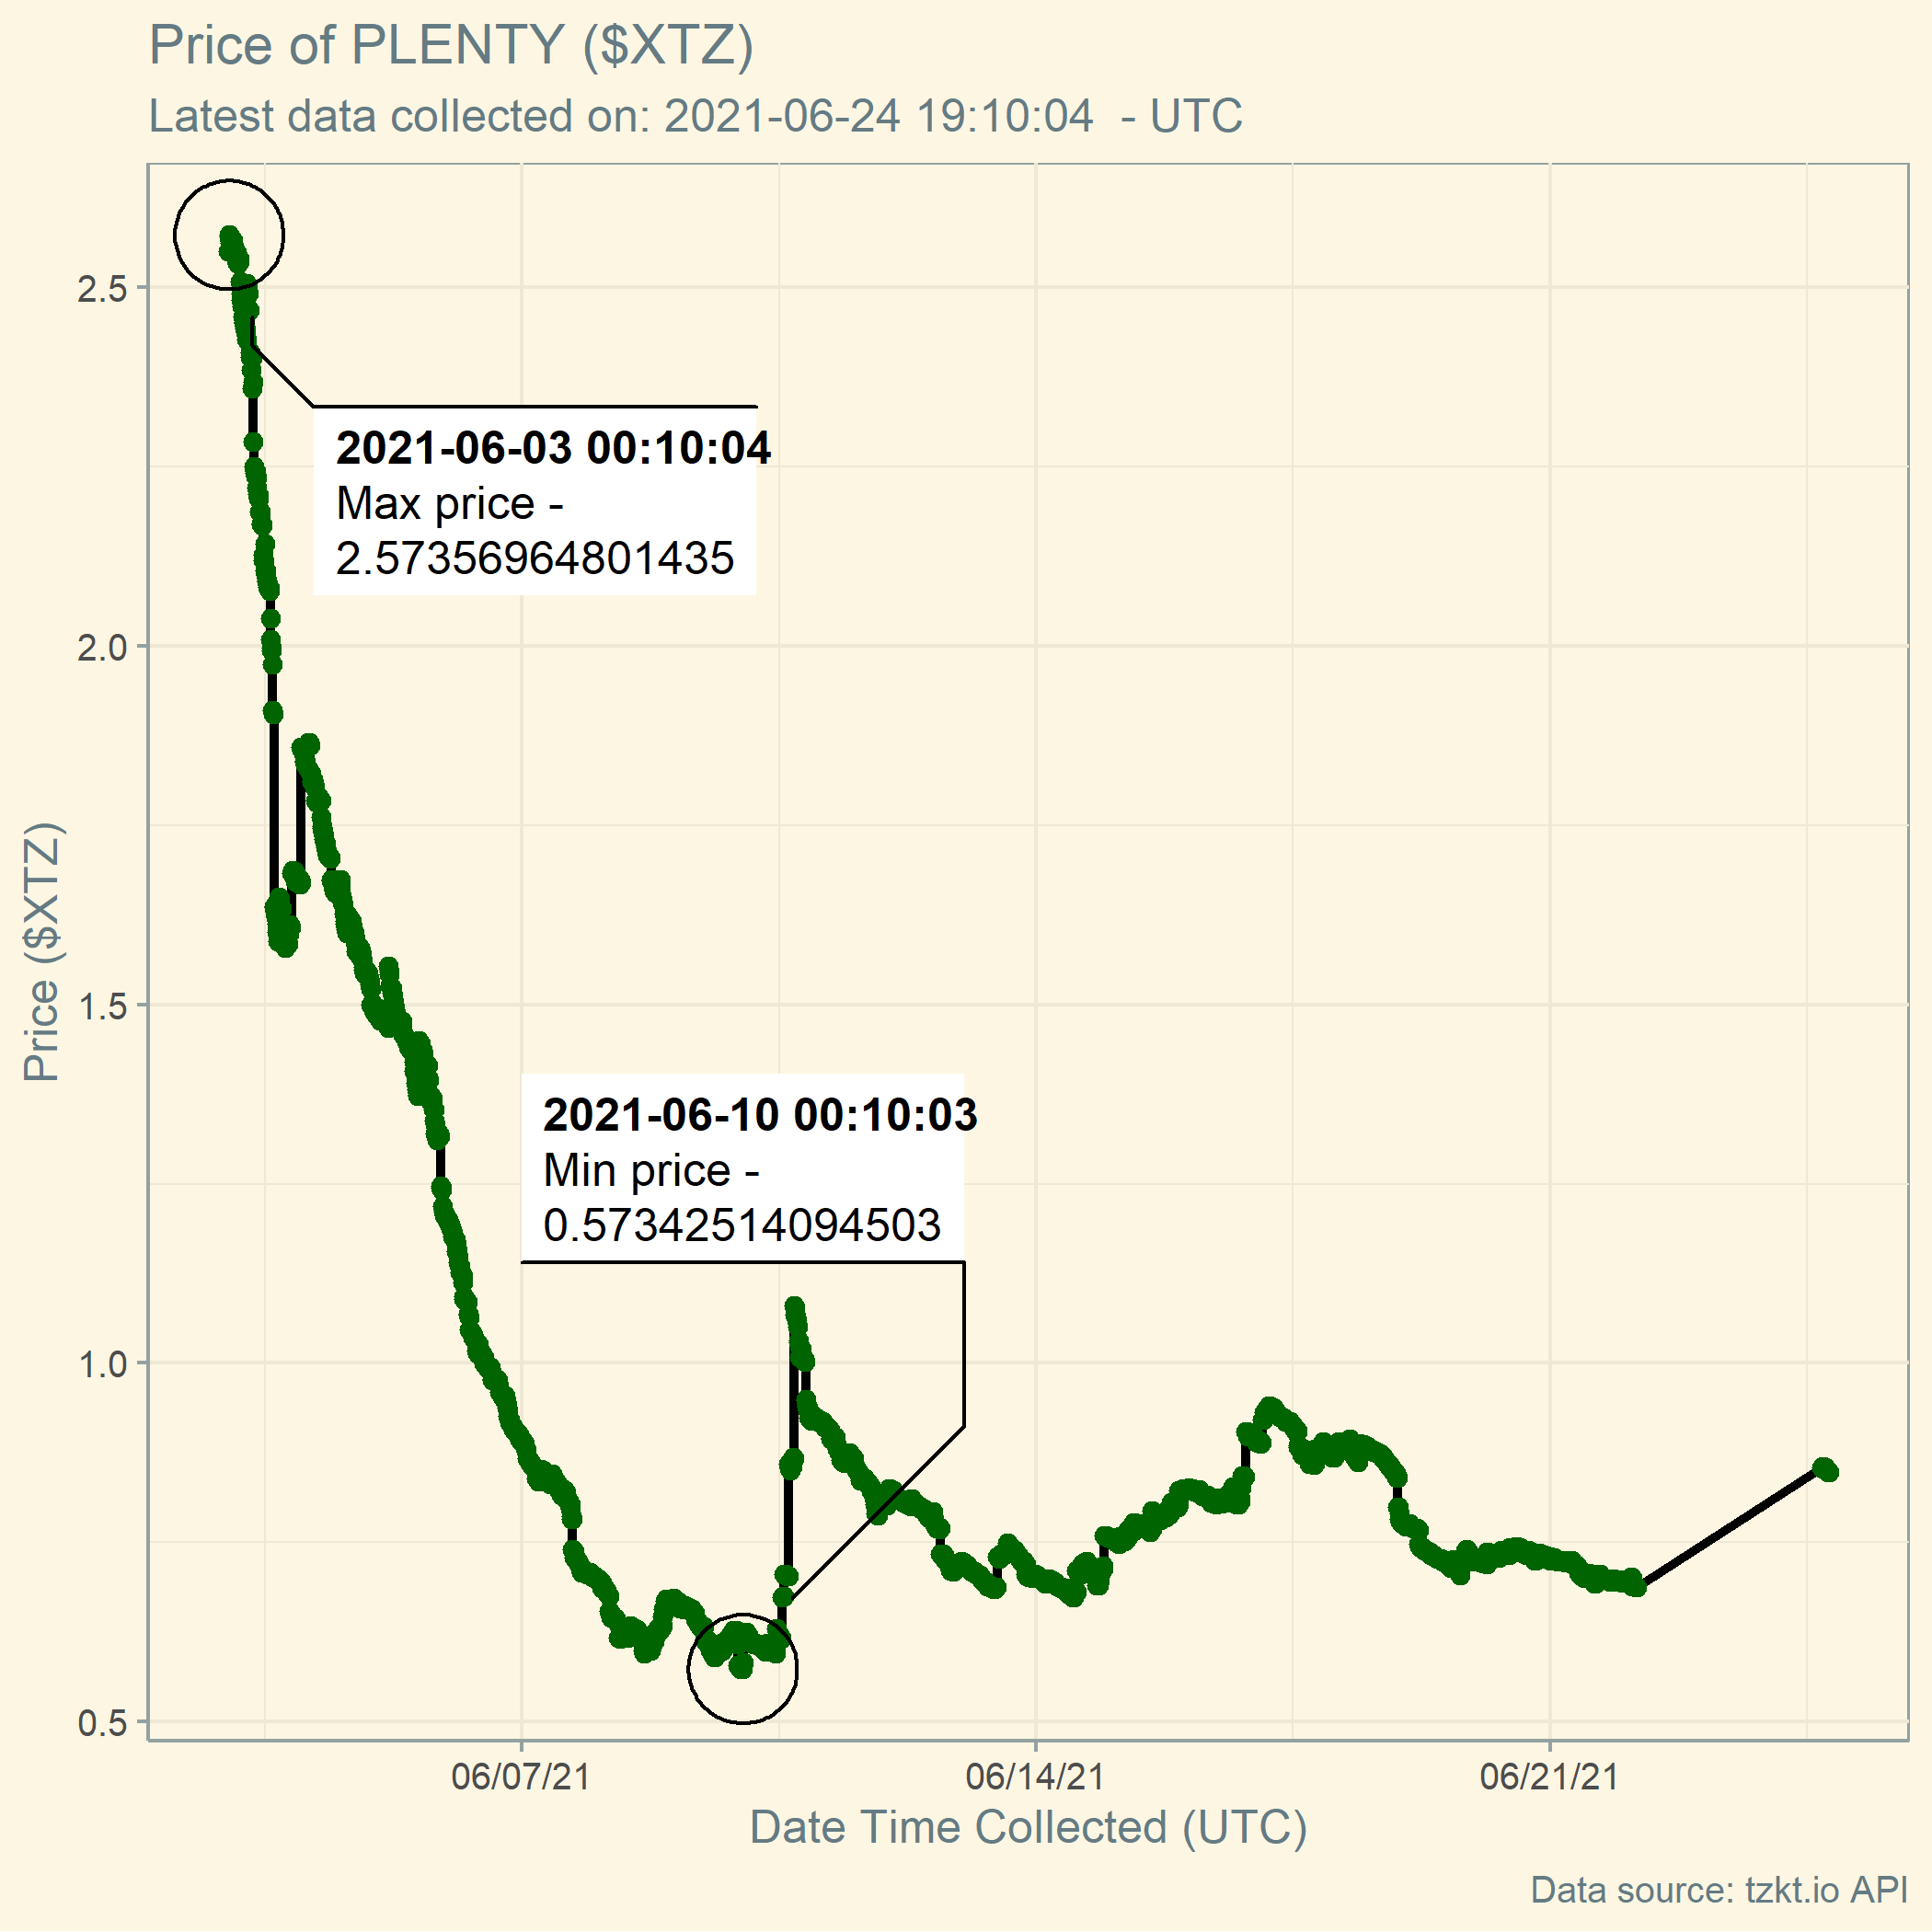 Price of PLENTY ($XTZ)
Latest data collected on: 2021-06-24 19:10:04  - UTC
2.5
2021-06-03 00:10:04
Max price -
2.573569648014​35
2.0
Price ($XTZ)
1.5
2021-06-10 00:10:03
Min price -
0.57342514094503
1.0
0.5
06/07/21
06/14/21
06/21/21
Date Time Collected (UTC)
Data source: tzkt.io API